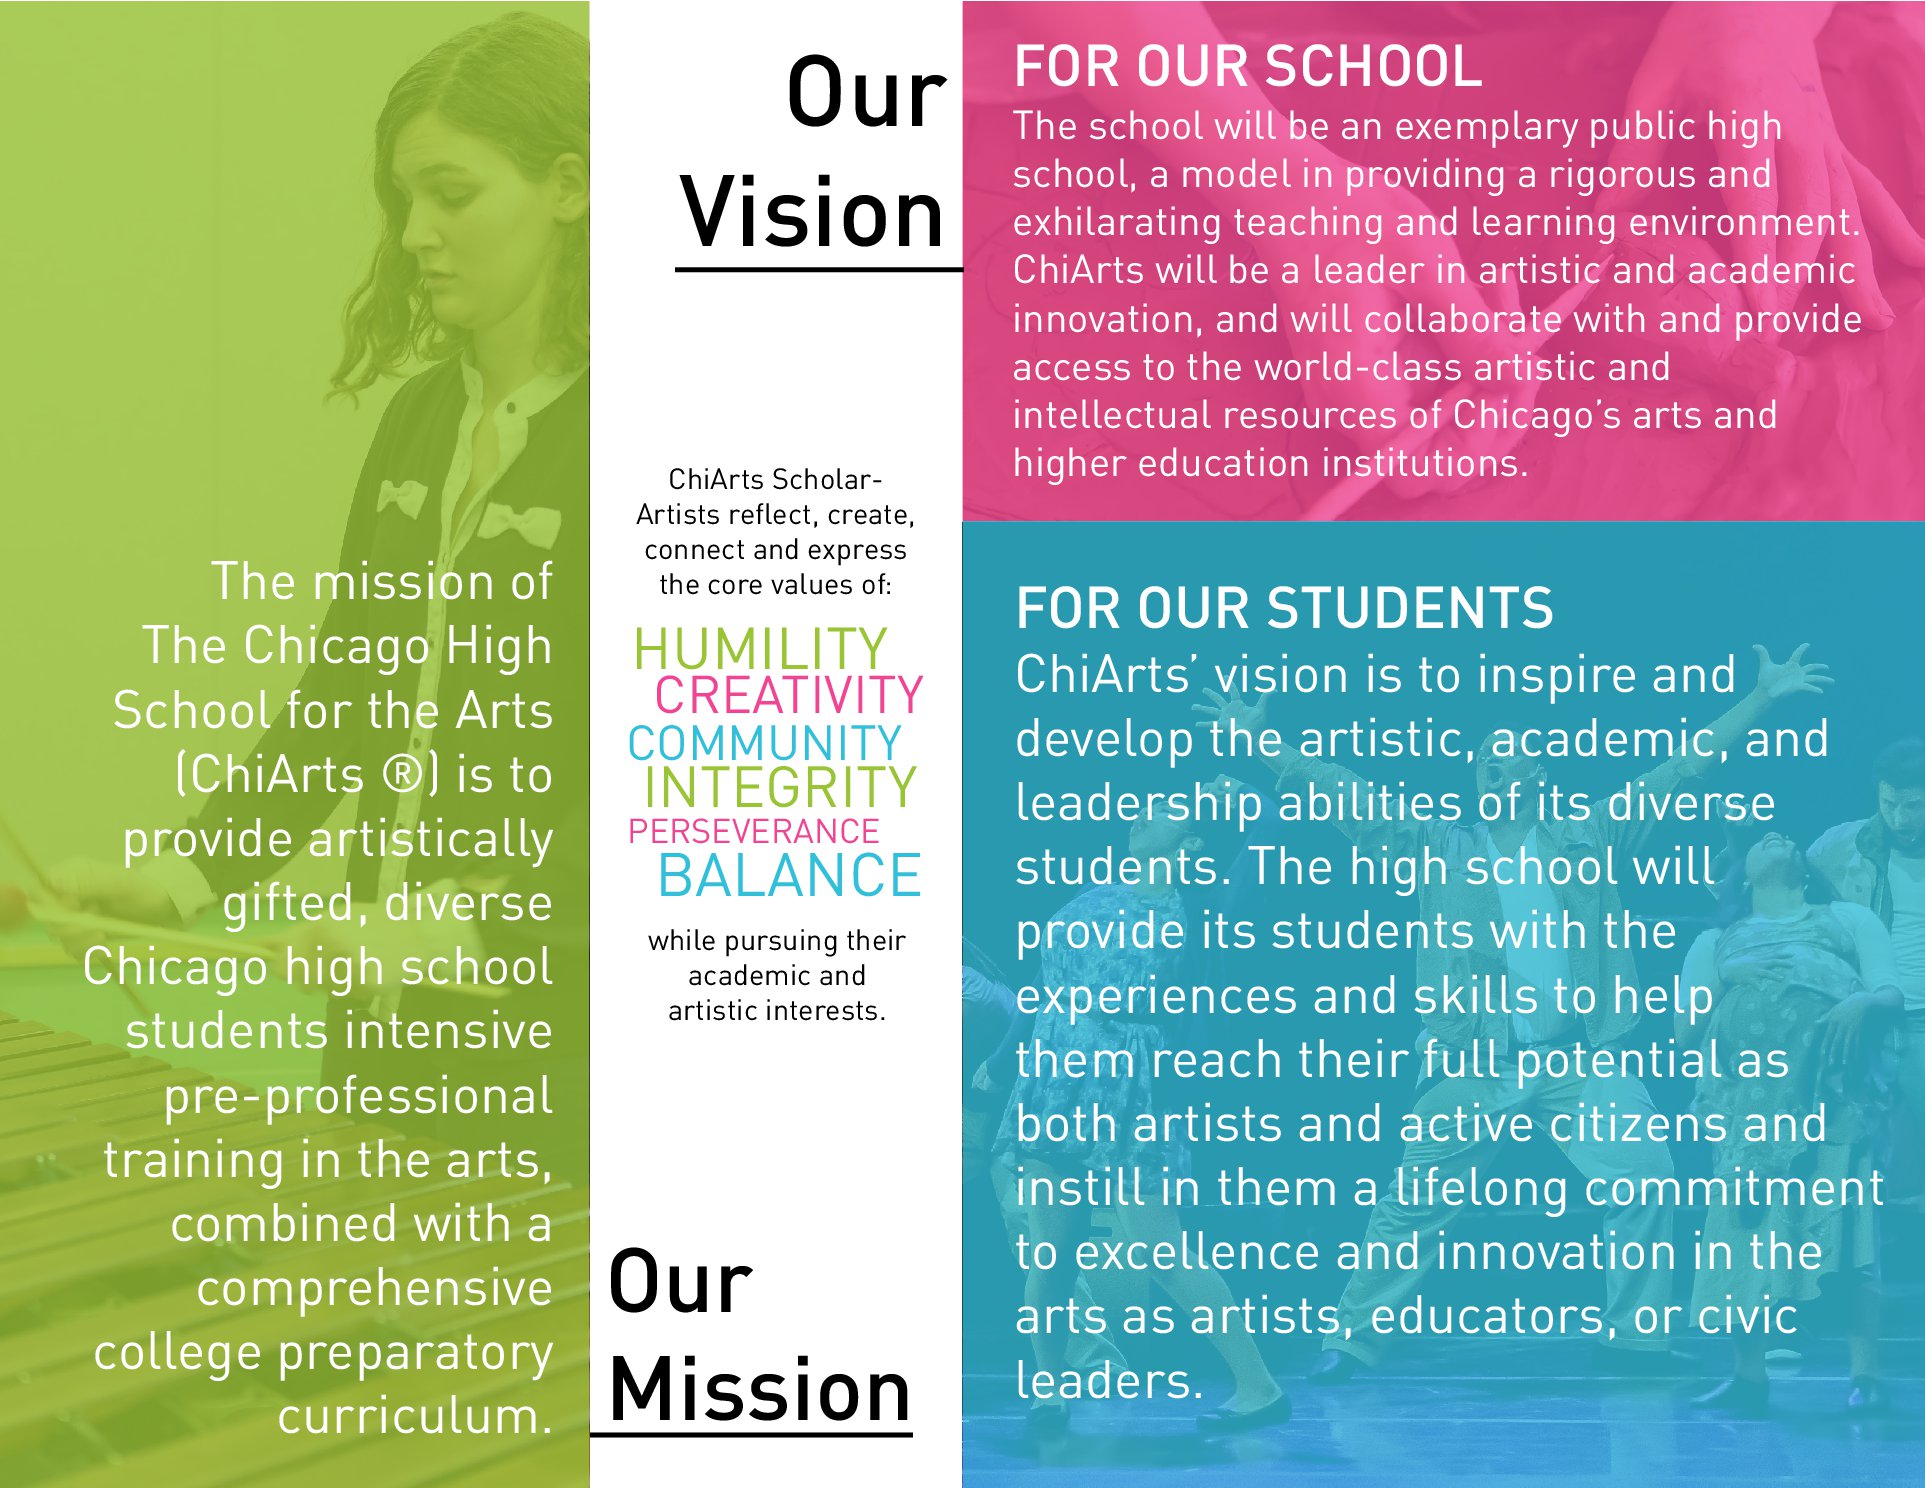 The mission of
The Chicago High
School for the Arts
(ChiArts ®) is to
provide artistically
gifted, diverse
Chicago high school
students intensive
pre-professional
training in the arts,
combined with a
comprehensive
college preparatory
curriculum.
Our
Vision
ChiArts Scholar-
Artists reflect, create,
connect and express
the core values of:
HUMILITY
CREATIVITY
COMMUNITY
INTEGRITY
PERSEVERANCE
BALANCE
while pursuing their
academic and
artistic interests.
Our
Mission
FOR OUR SCHOOL
The school will be an exemplary public high
school, a model in providing a rigorous and
exhilarating teaching and learning environment.
ChiArts will be a leader in artistic and academic
innovation, and will collaborate with and provide
access to the world-class artistic and
intellectual resources of Chicago’s arts and
higher education institutions.
FOR OUR STUDENTS
ChiArts’ vision is to inspire and
develop the artistic, academic, and
leadership abilities of its diverse
students. The high school will
provide its students with the
experiences and skills to help
them reach their full potential as
both artists and active citizens and
instill in them a lifelong commitment
to excellence and innovation in the
arts as artists, educators, or civic
leaders.